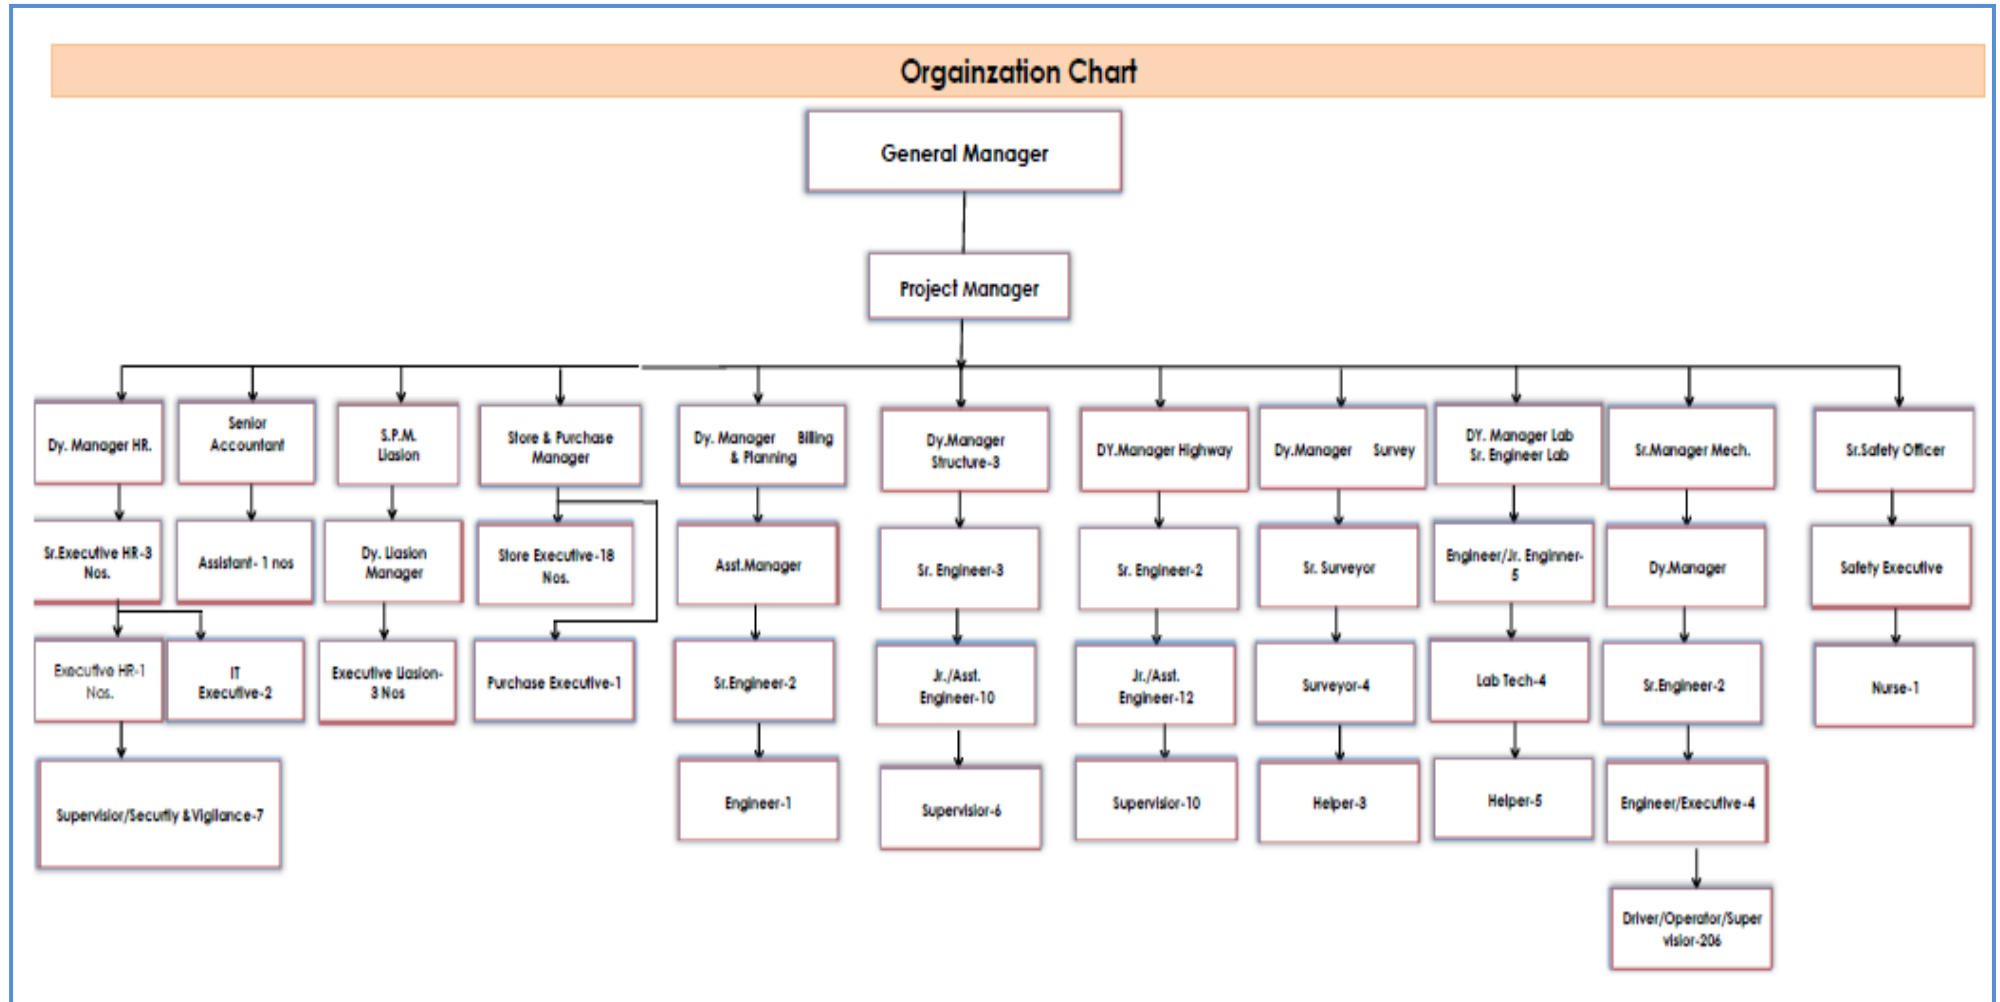 Orgainzation Chart
General Manager
Project Manager
Dy. Manager HR.
Senior
Accountant
S.P.M.
Liasion
Store & Purchase
Manager
Dy. Manager Billing
& Planning
Dy.Manager
Structure-3
DY.Manager Highway
Dy.Manager Survey
DY. Manager Lab
Sr. Engineer Lab
Sr.Manager Mech.
Sr.Safety Officer
Sr.Executive HR-3
Nos.
Assistant- 1 nos
Dy. Liasion
Manager
Store Executive-18
Nos.
Asst.Manager
Sr. Engineer-3
Sr. Engineer-2
Sr. Surveyor
Engineer/Jr. Enginner-
5
Dy.Manager
Safety Executive
Executive HR-1
Nos.
IT
Executive-2
Executive Liasion-
3 Nos
Purchase Executive-1
Sr.Engineer-2
Jr./Asst.
Engineer-10
Jr./Asst.
Engineer-12
Surveyor-4
Lab Tech-4
Sr.Engineer-2
Nurse-1
Supervisior/Securtiy &Vigilance-7
Engineer-1
Supervisior-6
Supervisior-10
Helper-3
Helper-5
Engineer/Executive-4
Driver/Operator/Super
visior-206